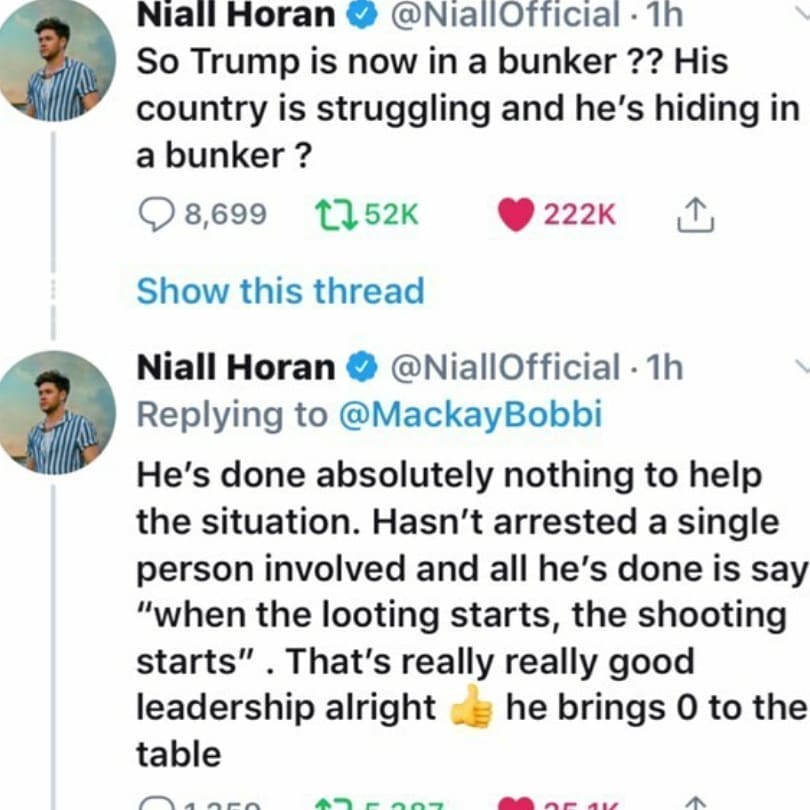 Niall Horan @NiallOfficial · 1h
So Trump is now in a bunker ?? His
country is struggling and he’s hiding in
a bunker ?
8,699 52K 222K
Show this thread
Niall Horan @NiallOfficial · 1h
Replying to @MackayBobbi
He’s done absolutely nothing to help
the situation. Hasn’t arrested a single
person involved and all he’s done is say
“when the looting starts, the shooting
starts” . That’s really really good
leadership alright 👍 he brings 0 to the
table